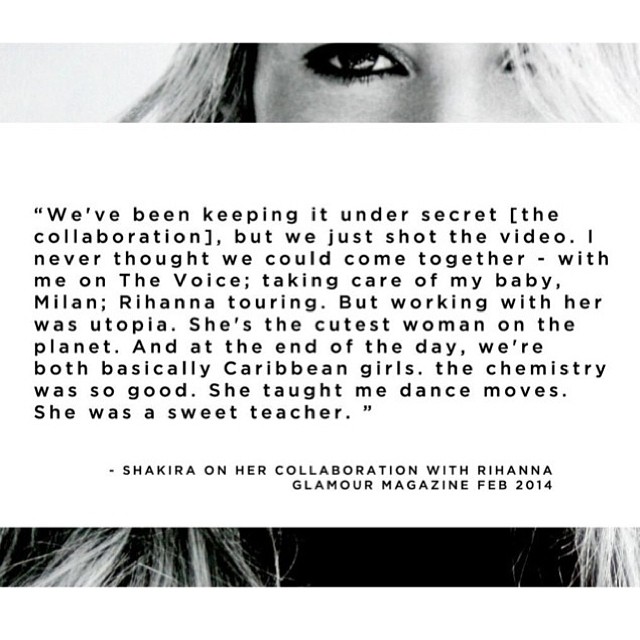 “We've been keeping it under secret [the
collaboration], but we just shot the video. I
never thought we could come together - with
me on The Voice; taking care of my baby,
Milan; Rihanna touring. But working with her
was utopia. She's the cutest woman on the
planet. And at the end of the day, we're
both basically Caribbean girls. the chemistry
was so good. She taught me dance moves.
She was a sweet teacher. ”
- SHAKIRA ON HER COLLABORATION WITH RIHANNA
GLAMOUR MAGAZINE FEB 2014